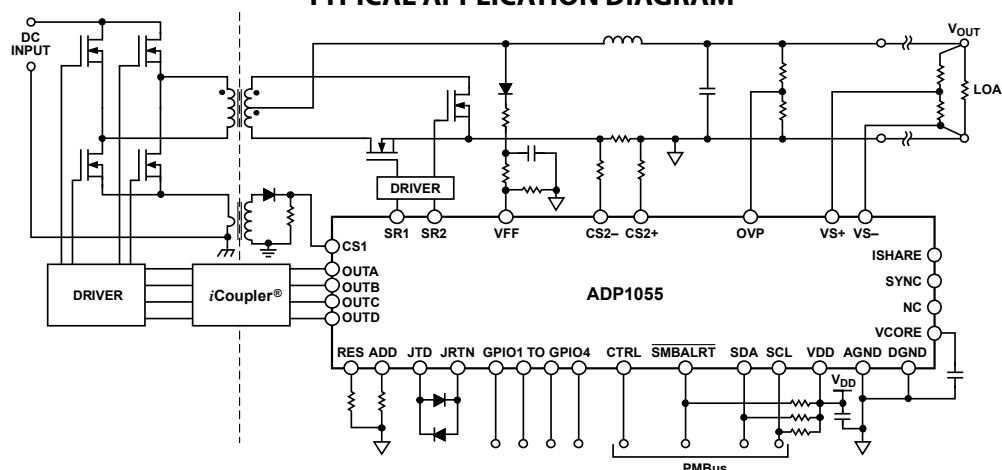 TYPICAL APPLICATION DIAGRAM
DC
INPUT
VOUT
LOA
DRIVER
SR1 SR2 VFF CS2– CS2+ OVP VS+ VS–
CS1
OUTA
OUTB
OUTC
OUTD
DRIVER
iCoupler®
ADP1055
ISHARE
SYNC
NC
VCORE
RES ADD JTD JRTN GPIO1 TO GPIO4 CTRL SMBALRT SDA SCL VDD AGND DGND
VDD
PMBus